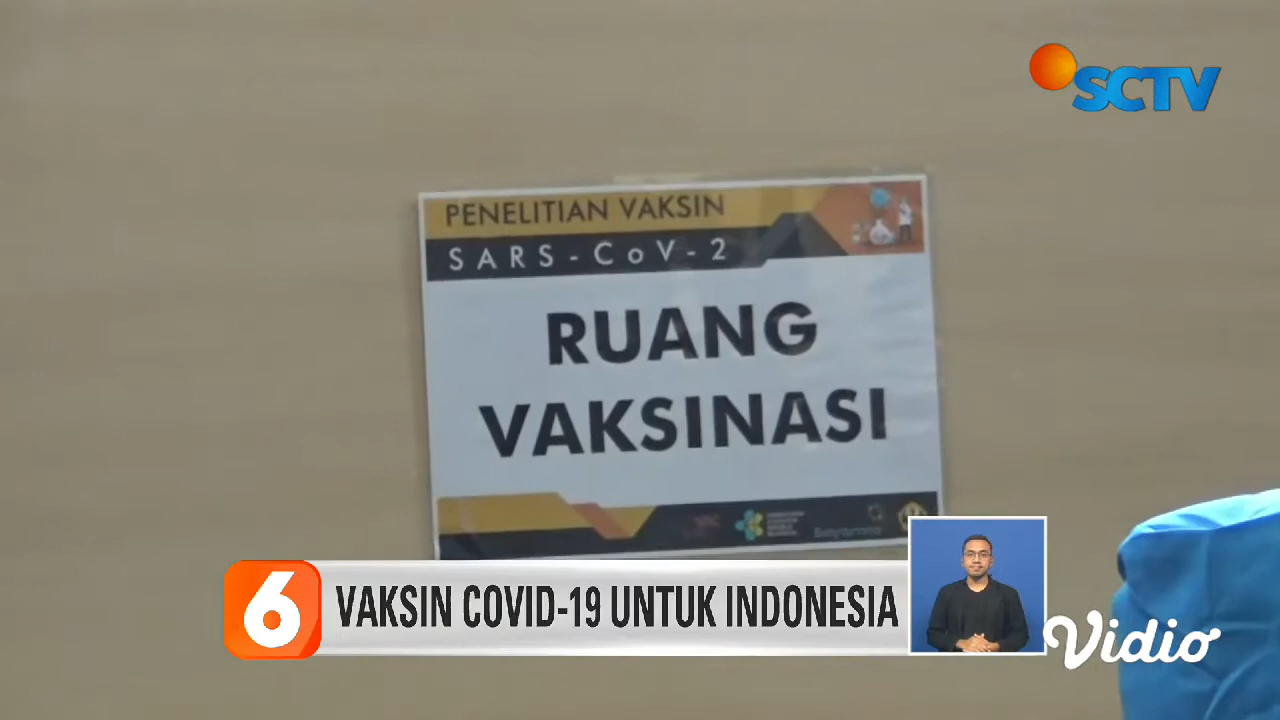 SCTV
PENELITIAN VAKSIN
SARS-CoV-2
RUANG
VAKSINASI
6 VAKSIN COVID-19 UNTUK INDONESIA
Vidio